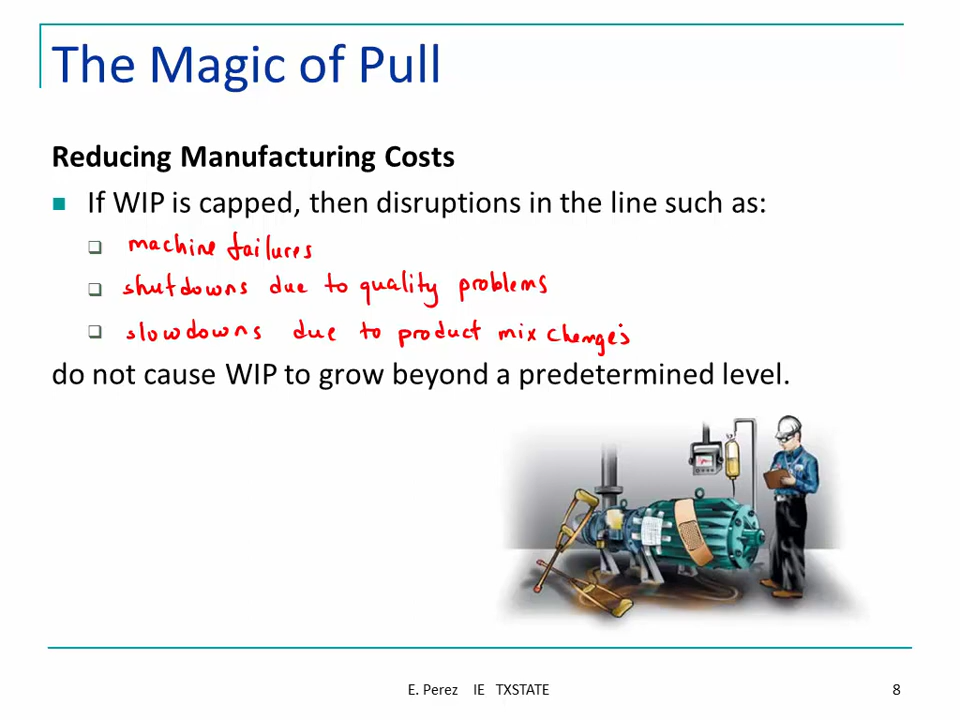 The Magic of Pull
Reducing Manufacturing Costs
If WIP is capped, then disruptions in the line such as:
machine failures
shutdowns due to quality problems
slowdowns due to product mix changes
do not cause WIP to grow beyond a predetermined level.
E. Perez IE TXSTATE 8